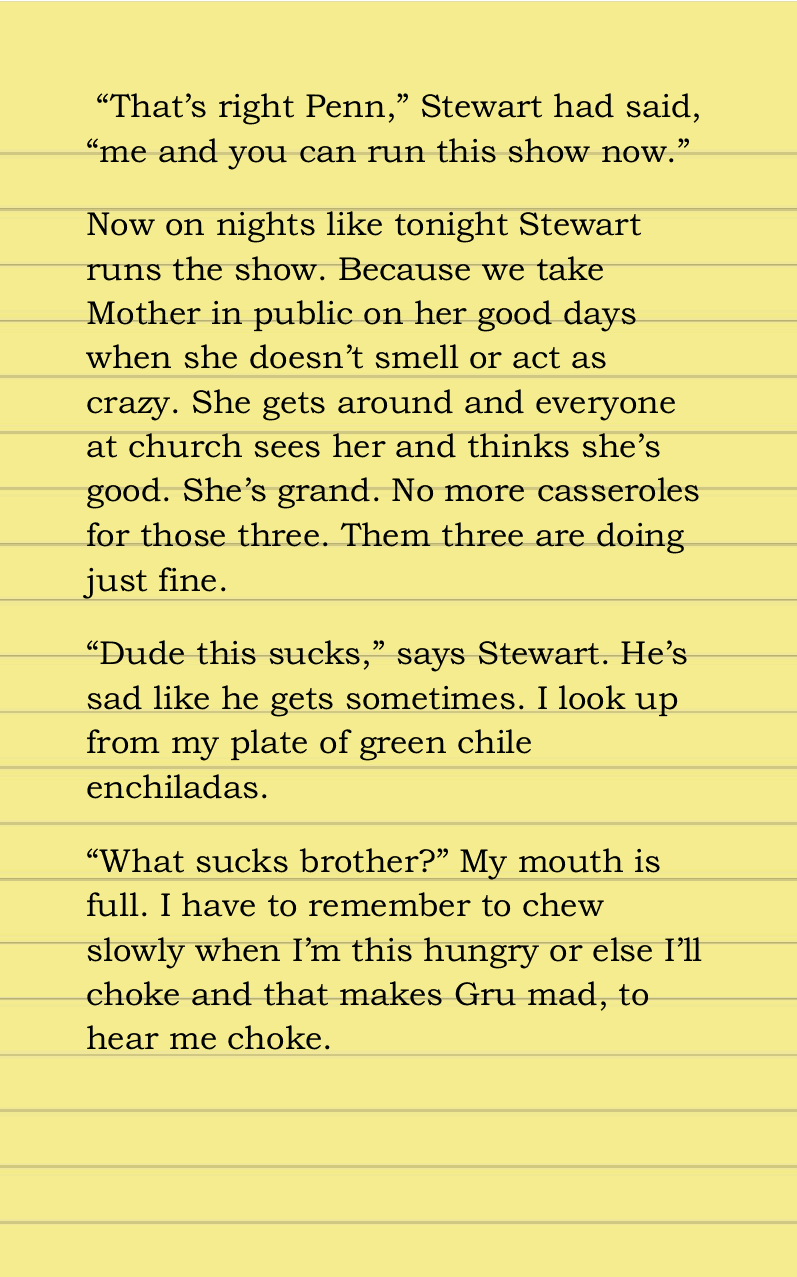 “That’s right Penn,” Stewart had said,
“me and you can run this show now.”
Now on nights like tonight Stewart
runs the show. Because we take
Mother in public on her good days
when she doesn’t smell or act as
crazy. She gets around and everyone
at church sees her and thinks she’s
good. She’s grand. No more casseroles
for those three. Them three are doing
just fine.
“Dude this sucks,” says Stewart. He’s
sad like he gets sometimes. I look up
from my plate of green chile
enchiladas.
“What sucks brother?” My mouth is
full. I have to remember to chew
slowly when I’m this hungry or else I’ll
choke and that makes Gru mad, to
hear me choke.